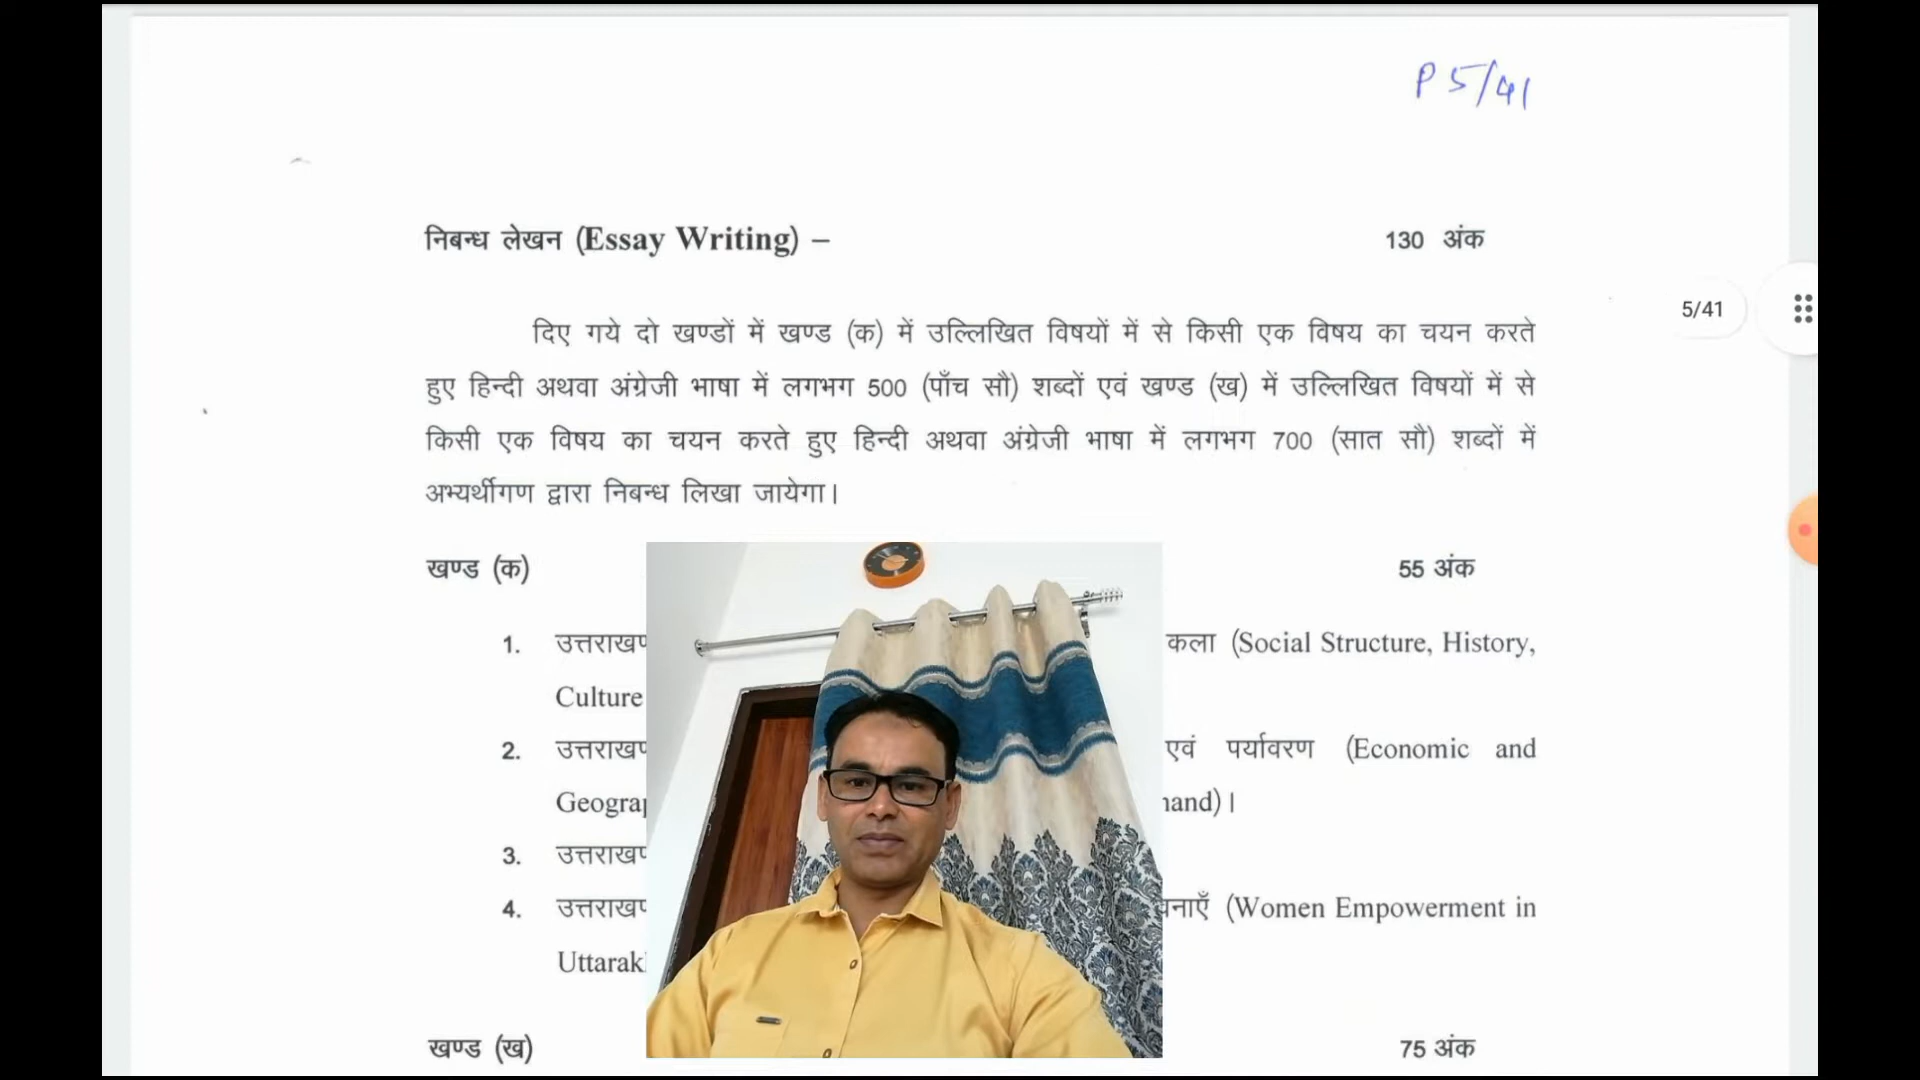 P 5/41
निबन्ध लेखन (Essay Writing) – 130 अंक
5/41
दिए गये दो खण्डों में खण्ड (क) में उल्लिखित विषयों में से किसी एक विषय का चयन करते
हुए हिन्दी अथवा अंग्रेजी भाषा में लगभग 500 (पाँच सौ) शब्दों एवं खण्ड (ख) में उल्लिखित विषयों में से
किसी एक विषय का चयन करते हुए हिन्दी अथवा अंग्रेजी भाषा में लगभग 700 (सात सौ) शब्दों में
अभ्यर्थीगण द्वारा निबन्ध लिखा जायेगा।
खण्ड (क) 55 अंक
1. कला (Social Structure, History,
Culture
2. एवं पर्यावरण (Economic and
3.
4. (Women Empowerment in
खण्ड (ख) 75 अंक